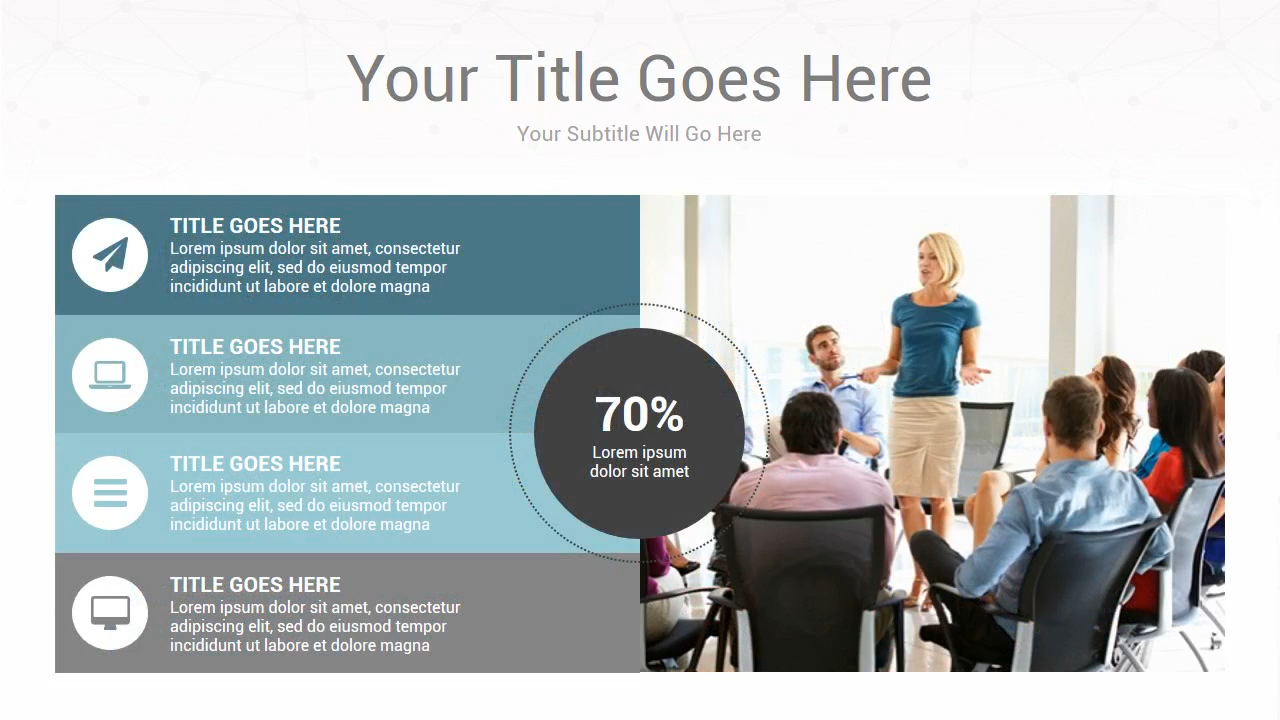 Your Title Goes Here
Your Subtitle Will Go Here
TITLE GOES HERE
Lorem ipsum dolor sit amet, consectetur
adipiscing elit, sed do eiusmod tempor
incididunt ut labore et dolore magna
TITLE GOES HERE
Lorem ipsum dolor sit amet, consectetur
adipiscing elit, sed do eiusmod tempor
incididunt ut labore et dolore magna
TITLE GOES HERE
Lorem ipsum dolor sit amet, consectetur
adipiscing elit, sed do eiusmod tempor
incididunt ut labore et dolore magna
TITLE GOES HERE
Lorem ipsum dolor sit amet, consectetur
adipiscing elit, sed do eiusmod tempor
incididunt ut labore et dolore magna
70%
Lorem ipsum
dolor sit amet